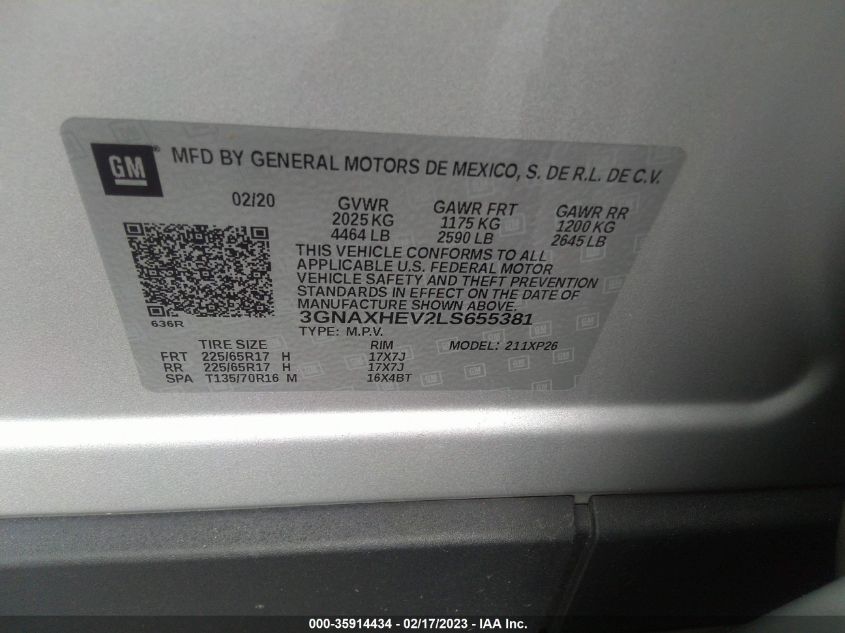 GM ®
MFD BY GENERAL MOTORS DE MEXICO, S. DE R.L. DE C.V.
02/20 GVWR GAWR FRT GAWR RR
2025 KG 1175 KG 1200 KG
4464 LB 2590 LB 2645 LB
THIS VEHICLE CONFORMS TO ALL
APPLICABLE U.S. FEDERAL MOTOR
VEHICLE SAFETY AND THEFT PREVENTION
STANDARDS IN EFFECT ON THE DATE OF
MANUFACTURE SHOWN ABOVE.
636R
3GNAXHEV2LS655381
TYPE: M.P.V.
TIRE SIZE RIM MODEL: 211XP26
FRT 225/65R17 H 17X7J
RR 225/65R17 H 17X7J
SPA T135/70R16 M 16X4BT
000-35914434 - 02/17/2023 - IAA Inc.